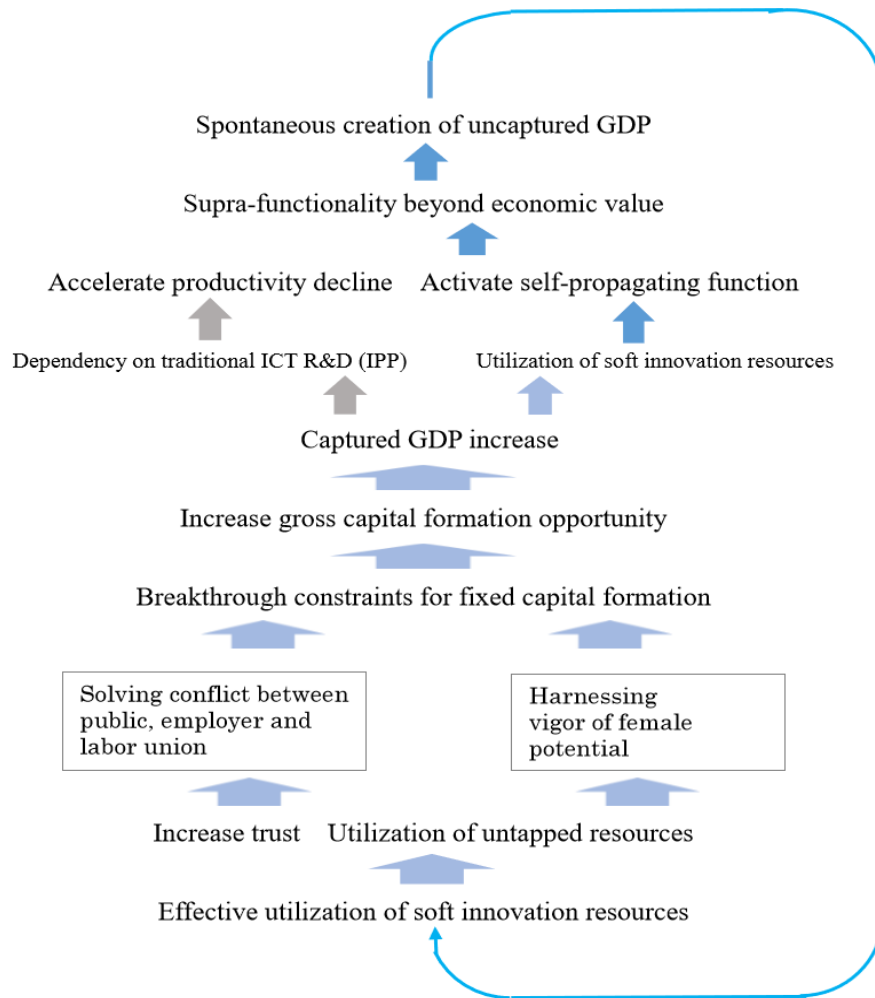 Spontaneous creation of uncaptured GDP
Supra-functionality beyond economic value
Accelerate productivity decline
Activate self-propagating function
Dependency on traditional ICT R&D (IPP)
Utilization of soft innovation resources
Captured GDP increase
Increase gross capital formation opportunity
Breakthrough constraints for fixed capital formation
Solving conflict between
public, employer and
labor union
Harnessing
vigor of female
potential
Increase trust
Utilization of untapped resources
Effective utilization of soft innovation resources